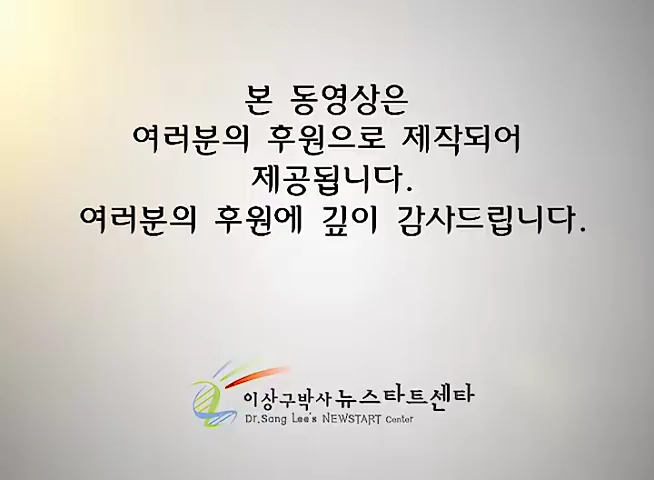 본 동영상은
여러분의 후원으로 제작되어
제공됩니다.
여러분의 후원에 깊이 감사드립니다.
이상구박사 뉴스타트센타
Dr.Sang Lee's NEWSTART Center